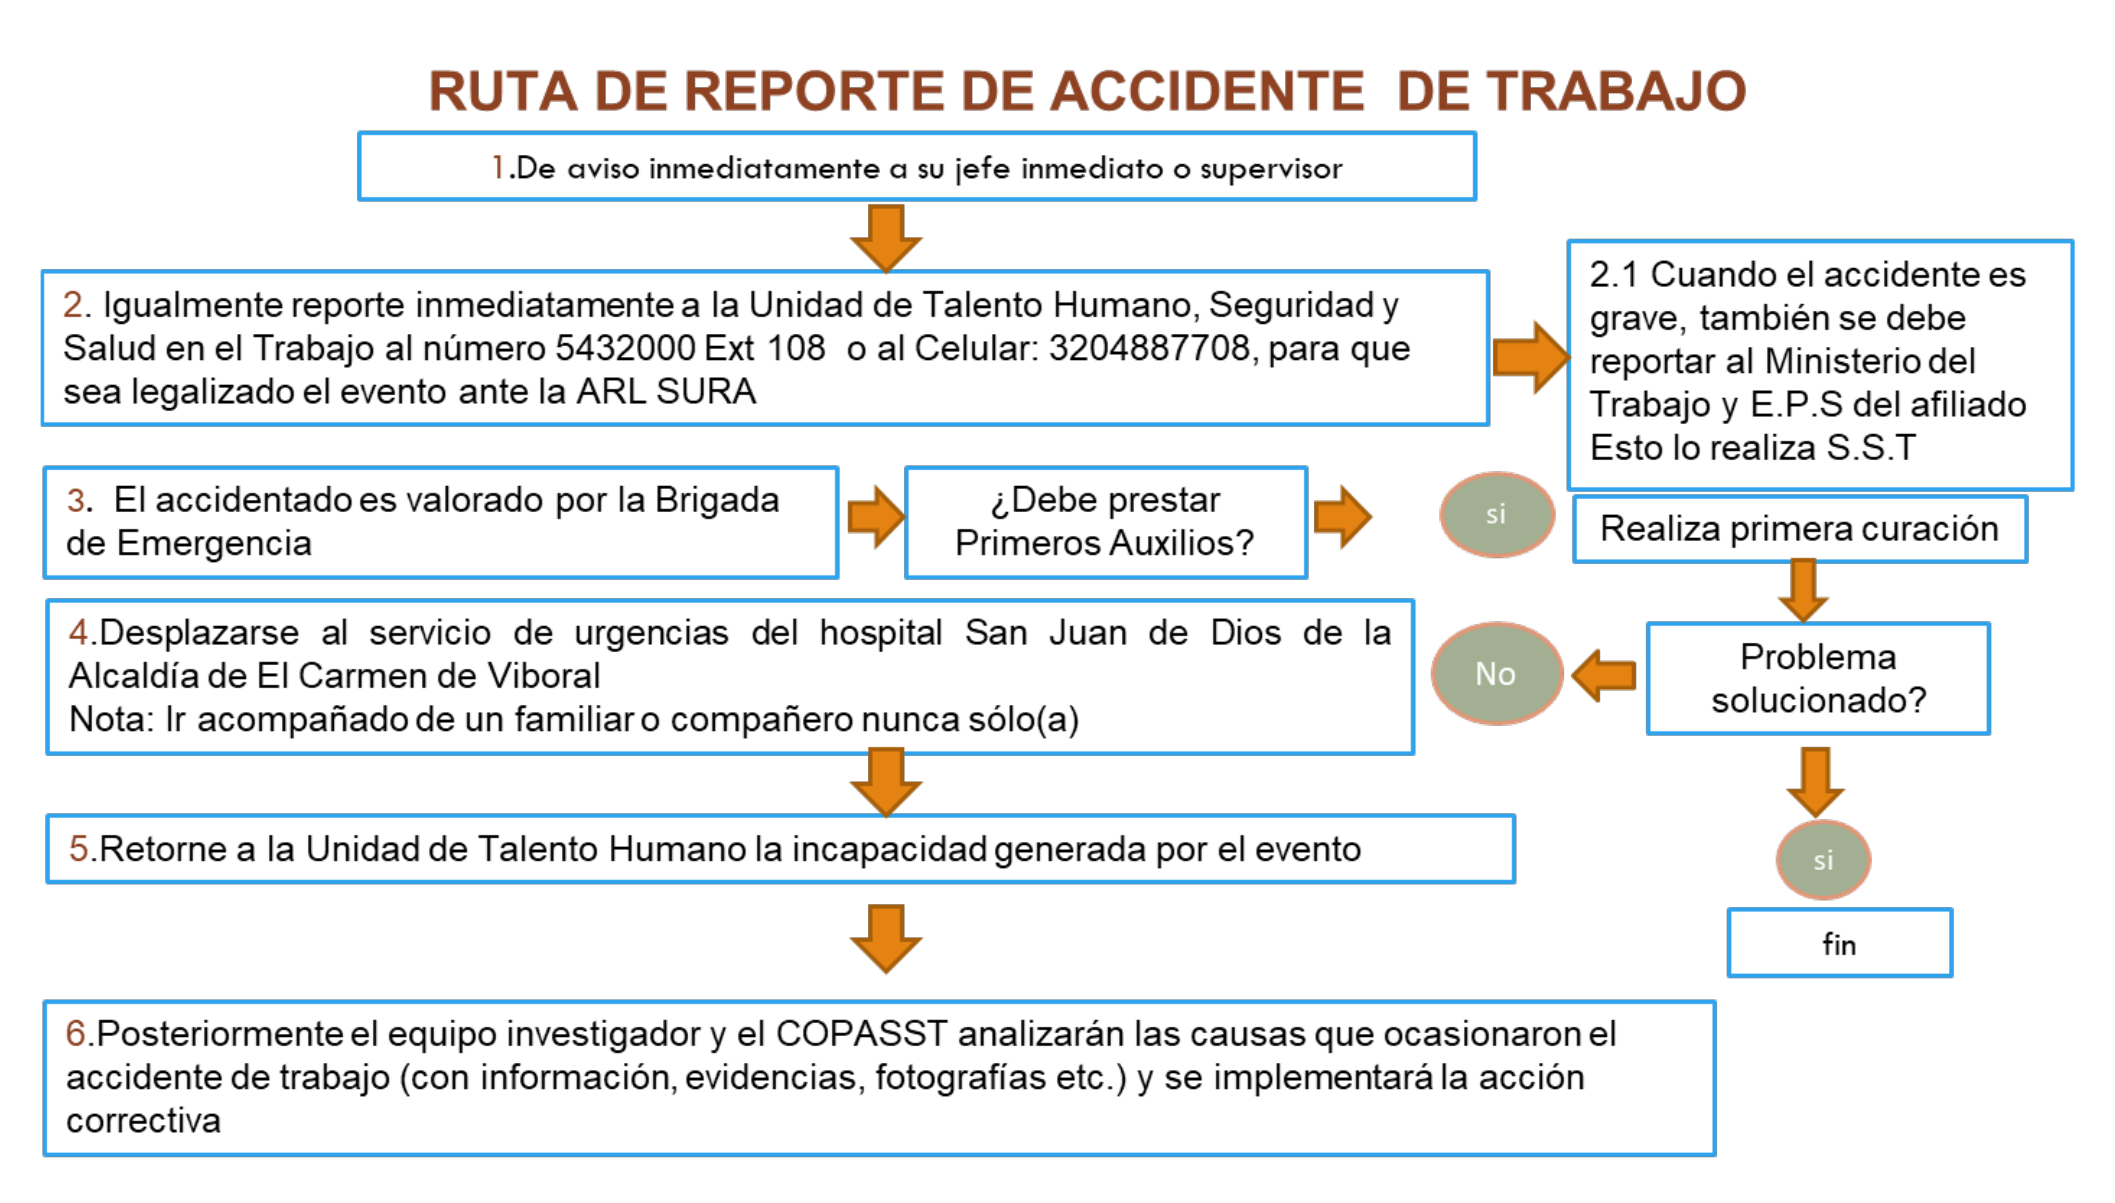 RUTA DE REPORTE DE ACCIDENTE DE TRABAJO
1.De aviso inmediatamente a su jefe inmediato o supervisor
2. Igualmente reporte inmediatamente a la Unidad de Talento Humano, Seguridad y
Salud en el Trabajo al número 5432000 Ext 108 o al Celular: 3204887708, para que
sea legalizado el evento ante la ARL SURA
2.1 Cuando el accidente es
grave, también se debe
reportar al Ministerio del
Trabajo y E.P.S del afiliado
Esto lo realiza S.S.T
3. El accidentado es valorado por la Brigada
de Emergencia
¿Debe prestar
Primeros Auxilios?
si
Realiza primera curación
Problema
solucionado?
No
4.Desplazarse al servicio de urgencias del hospital San Juan de Dios de la
Alcaldía de El Carmen de Viboral
Nota: Ir acompañado de un familiar o compañero nunca sólo(a)
si
fin
5.Retorne a la Unidad de Talento Humano la incapacidad generada por el evento
6.Posteriormente el equipo investigador y el COPASST analizarán las causas que ocasionaron el
accidente de trabajo (con información, evidencias, fotografías etc.) y se implementará la acción
correctiva